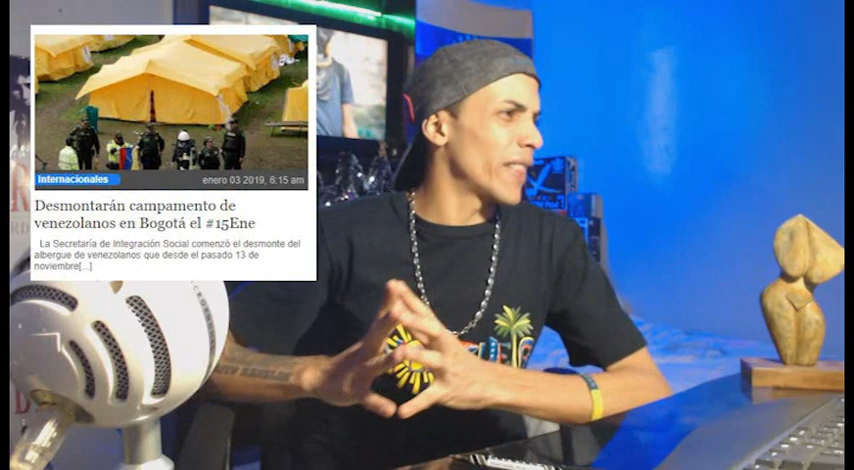 Internacionales
enero 03 2019, 6:15 am
Desmontarán campamento de
venezolanos en Bogotá el #15Ene
La Secretaría de Integración Social comenzó el desmonte del
albergue de venezolanos que desde el pasado 13 de
noviembre[...]